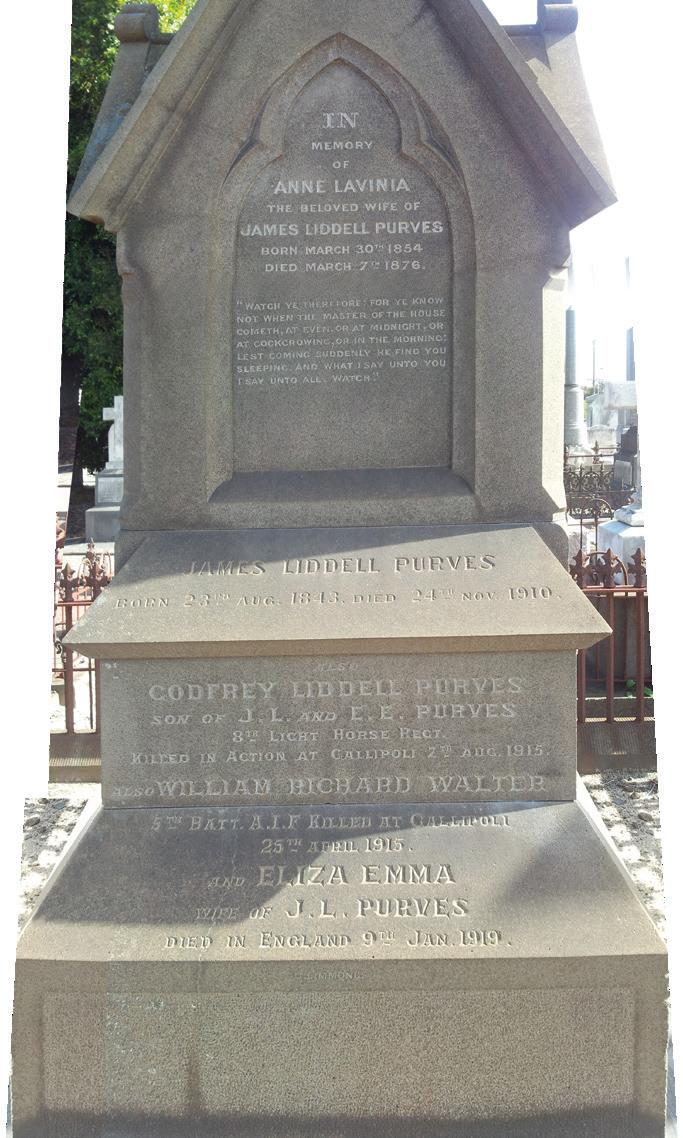 IN
MEMORY
OF
ANNE LAVINIA
THE BELOVED WIFE OF
JAMES LIDDELL PURVES
BORN MARCH 30TH 1854
DIED MARCH 7TH 1876.
"WATCH YE THEREFORE: FOR YE KNOW
NOT WHEN THE MASTER OF THE HOUSE
COMETH, AT EVEN, OR AT MIDNIGHT, OR
AT COCKCROWING, OR IN THE MORNING:
LEST COMING SUDDENLY HE FIND YOU
SLEEPING. AND WHAT I SAY UNTO YOU
I SAY UNTO ALL, WATCH."
JAMES LIDDELL PURVES
BORN 23RD AUG. 1843. DIED 24TH NOV. 1910.
ALSO
GODFREY LIDDELL PURVES
SON OF J.L. AND E.E. PURVES
8TH LIGHT HORSE REGT.
KILLED IN ACTION AT GALLIPOLI 7TH AUG. 1915.
ALSO WILLIAM RICHARD WALTER
5TH BATT. A.I.F KILLED AT GALLIPOLI
25TH APRIL 1915.
AND ELIZA EMMA
WIFE OF J.L. PURVES
DIED IN ENGLAND 9TH JAN. 1919.